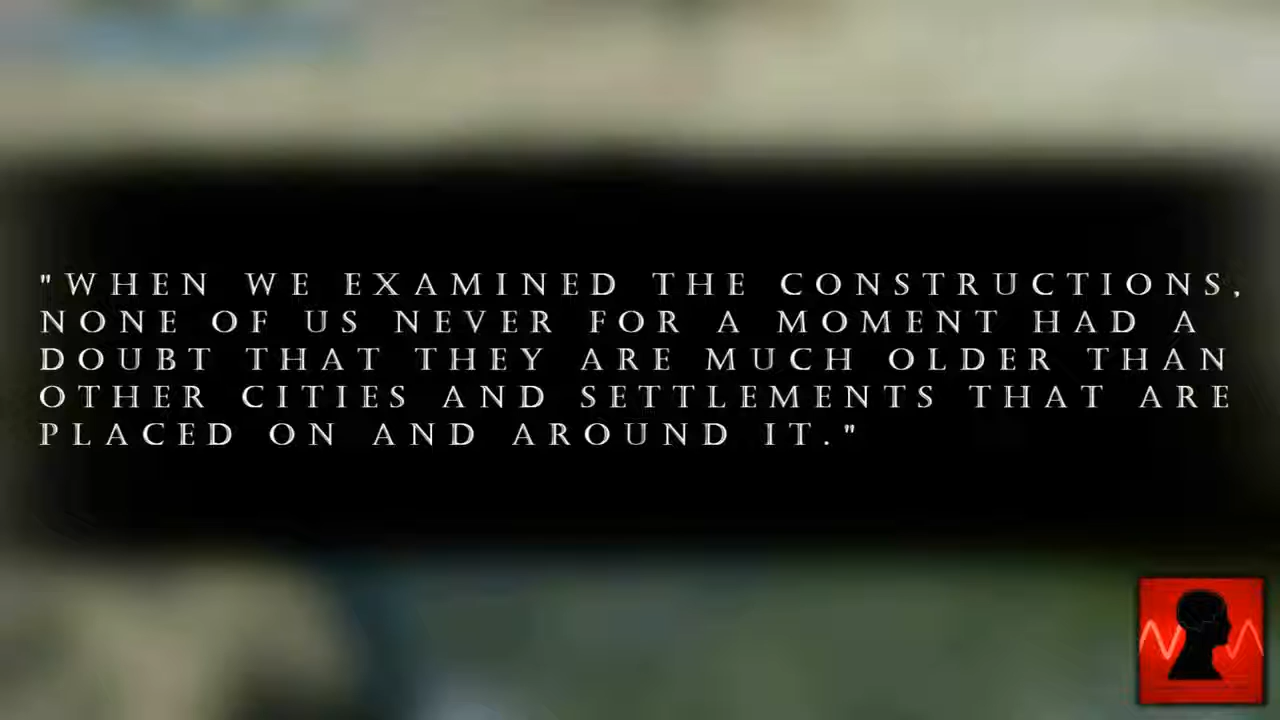 "WHEN WE EXAMINED THE CONSTRUCTIONS,
NONE OF US NEVER FOR A MOMENT HAD A
DOUBT THAT THEY ARE MUCH OLDER THAN
OTHER CITIES AND SETTLEMENTS THAT ARE
PLACED ON AND AROUND IT."